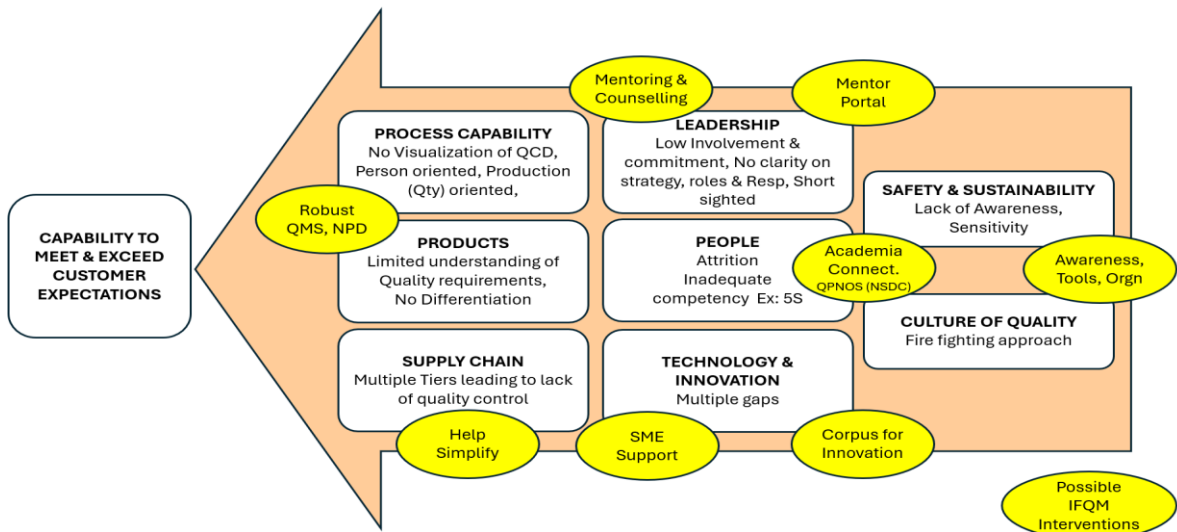 CAPABILITY TO
MEET & EXCEED
CUSTOMER
EXPECTATIONS
Robust
QMS, NPD
PROCESS CAPABILITY
No Visualization of QCD,
Person oriented, Production
(Qty) oriented,
PRODUCTS
Limited understanding of
Quality requirements,
No Differentiation
SUPPLY CHAIN
Multiple Tiers leading to lack
of quality control
Help
Simplify
Mentoring &
Counselling
Mentor
Portal
LEADERSHIP
Low Involvement &
commitment, No clarity on
strategy, roles & Resp, Short
sighted
PEOPLE
Attrition
Inadequate
competency Ex: 5S
TECHNOLOGY &
INNOVATION
Multiple gaps
SME
Support
Corpus for
Innovation
SAFETY & SUSTAINABILITY
Lack of Awareness,
Sensitivity
Academia
Connect.
QPNOS (NSDC)
Awareness,
Tools, Orgn
CULTURE OF QUALITY
Fire fighting approach
Possible
IFQM
Interventions